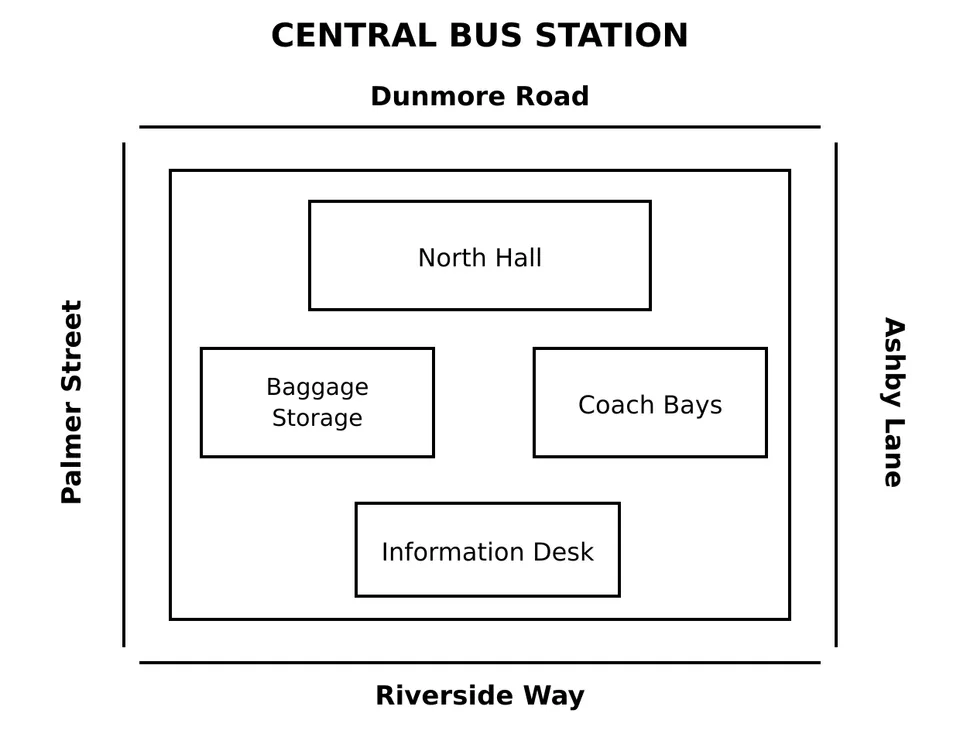 CENTRAL BUS STATION
Dunmore Road
North Hall
Palmer Street
Baggage
Storage
Coach Bays
Ashby Lane
Information Desk
Riverside Way